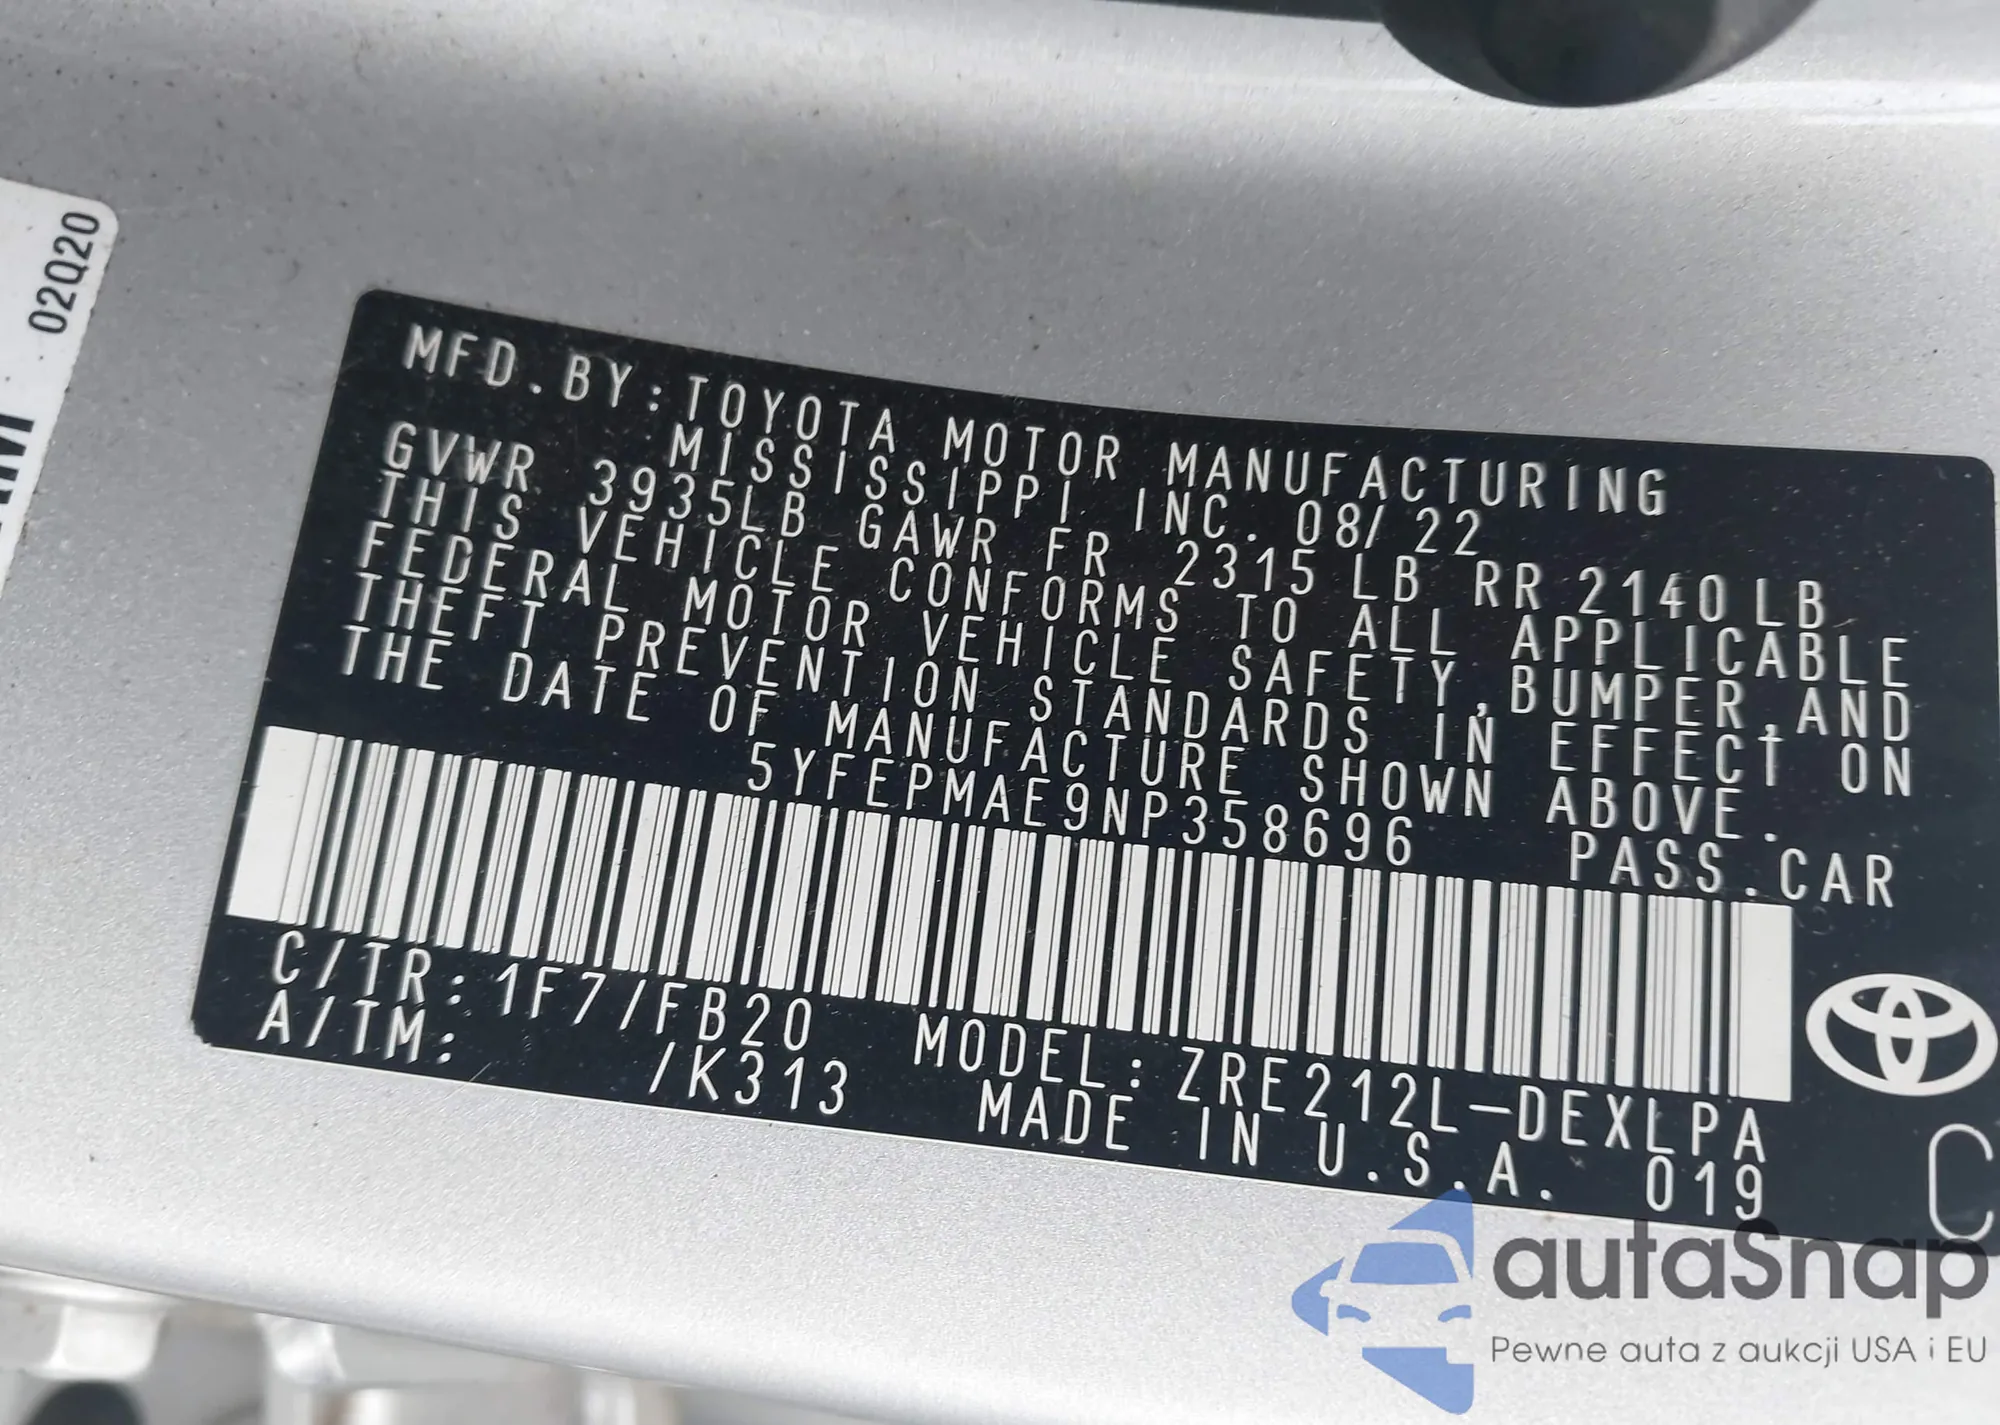 02Q20
MFD.BY:TOYOTA MOTOR MANUFACTURING
MISSISSIPPI INC. 08/22
GVWR 3935LB GAWR FR 2315LB RR 2140LB
THIS VEHICLE CONFORMS TO ALL APPLICABLE
FEDERAL MOTOR VEHICLE SAFETY,BUMPER,AND
THEFT PREVENTION STANDARDS IN EFFECT ON
THE DATE OF MANUFACTURE SHOWN ABOVE.
5YFEPMAE9NP358696 PASS.CAR
C/TR:1F7/FB20 MODEL:ZRE212L-DEXLPA
A/TM: /K313 MADE IN U.S.A. 019
C
autaSnap
Pewne auta z aukcji USA i EU